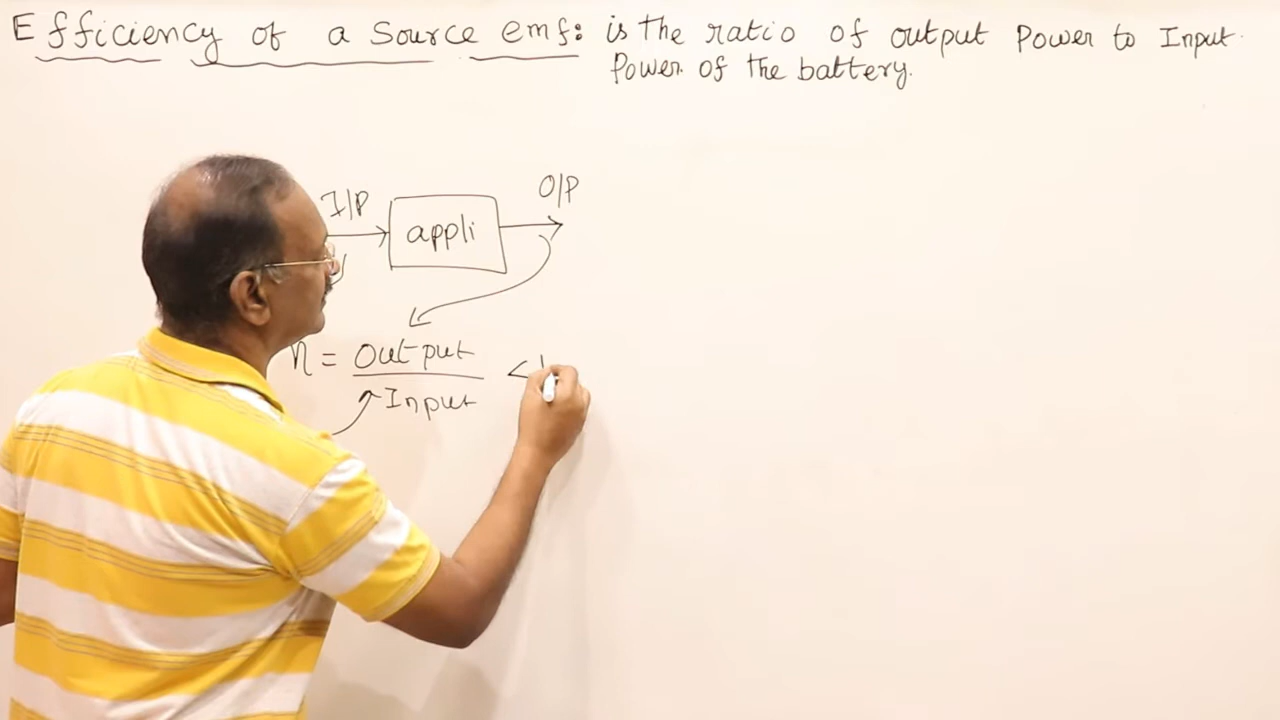 Efficiency of a Source emf: is the ratio of output Power to Input
Power of the battery.
I/P
O/P
appli
η = Output
Input
<